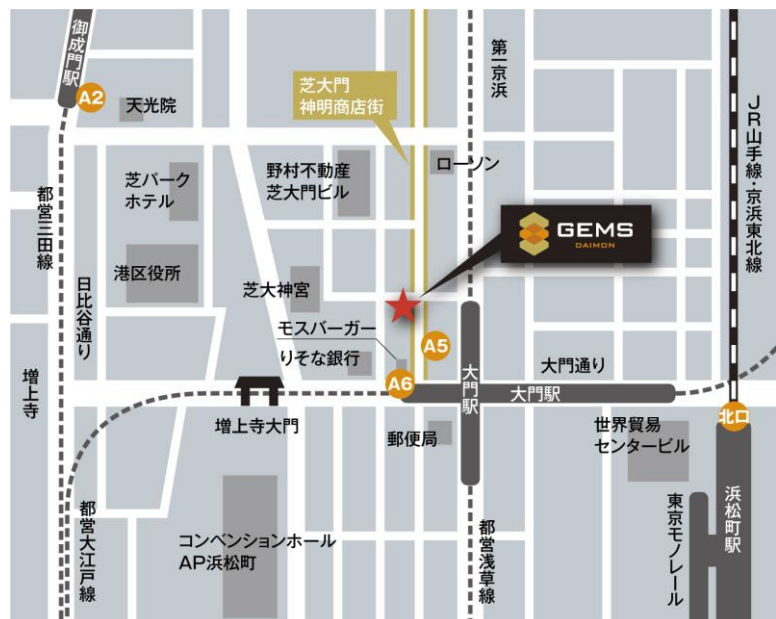 御成門駅
A2
天光院
芝大門
神明商店街
第一京浜
JR山手線・京浜東北線
芝パーク
ホテル
野村不動産
芝大門ビル
ローソン
GEMS
DAIMON
都営三田線
日比谷通り
港区役所
芝大神宮
モスバーガー
りそな銀行
A5
A6
大門通り
大門駅
大門駅
増上寺
増上寺大門
郵便局
世界貿易
センタービル
北口
浜松町駅
東京モノレール
都営大江戸線
コンベンションホール
AP浜松町
都営浅草線